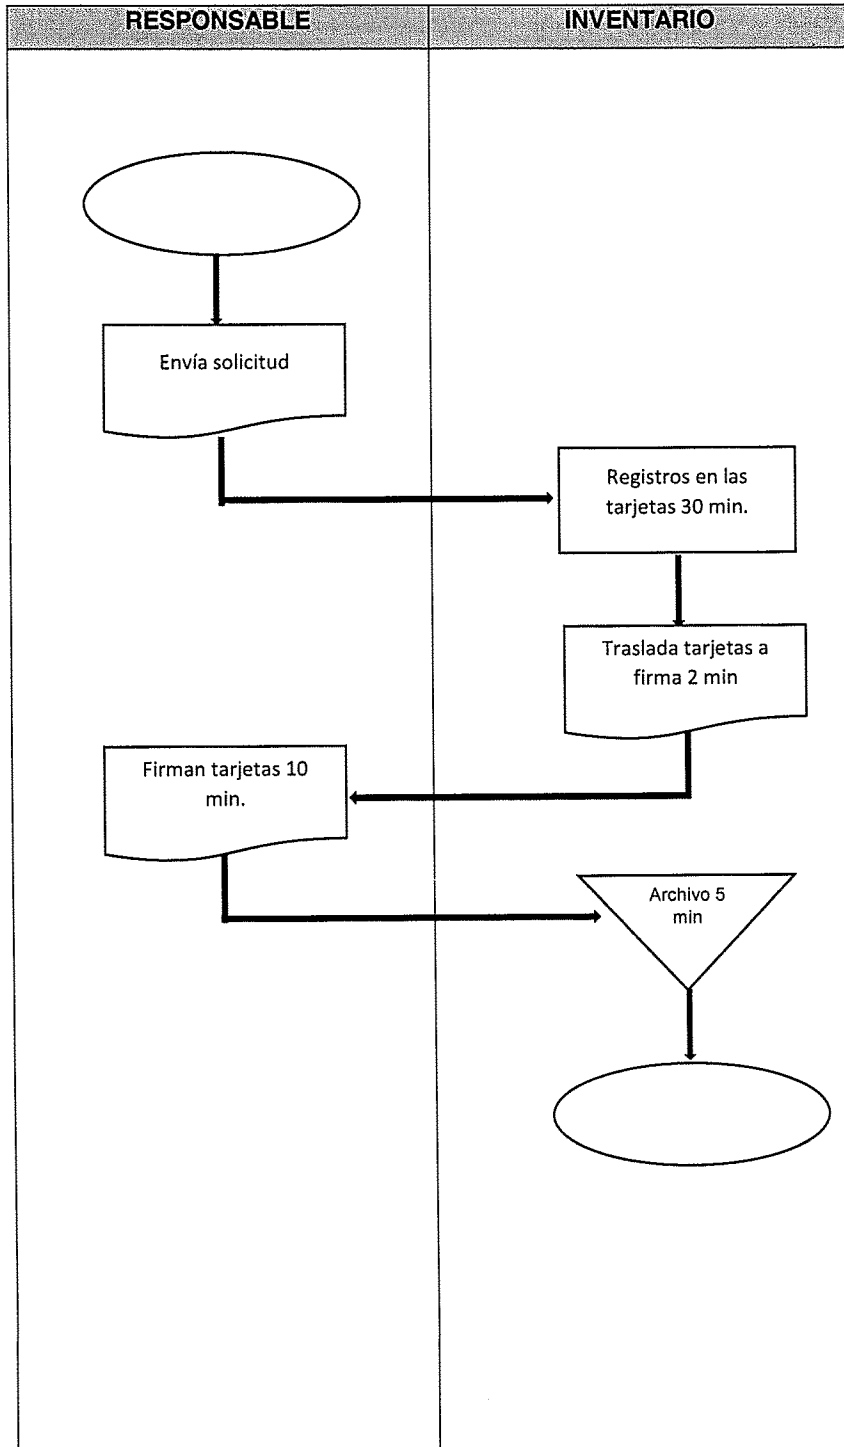 RESPONSABLE
INVENTARIO
Envía solicitud
Registros en las
tarjetas 30 min.
Traslada tarjetas a
firma 2 min
Firman tarjetas 10
min.
Archivo 5
min